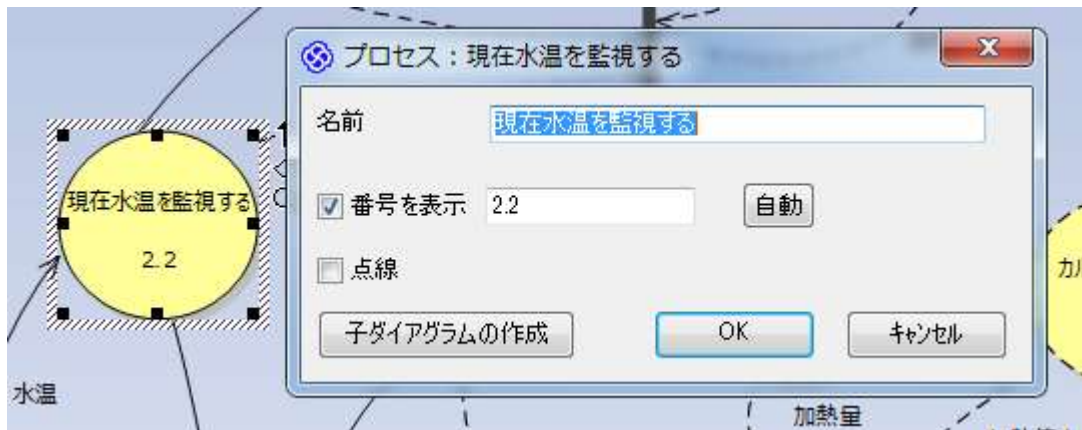 プロセス：現在水温を監視する
名前
現在水温を監視する
現在水温を監視する
2.2
番号を表示
2.2
自動
点線
子ダイアグラムの作成
OK
ｷｬﾝｾﾙ
水温
加熱量